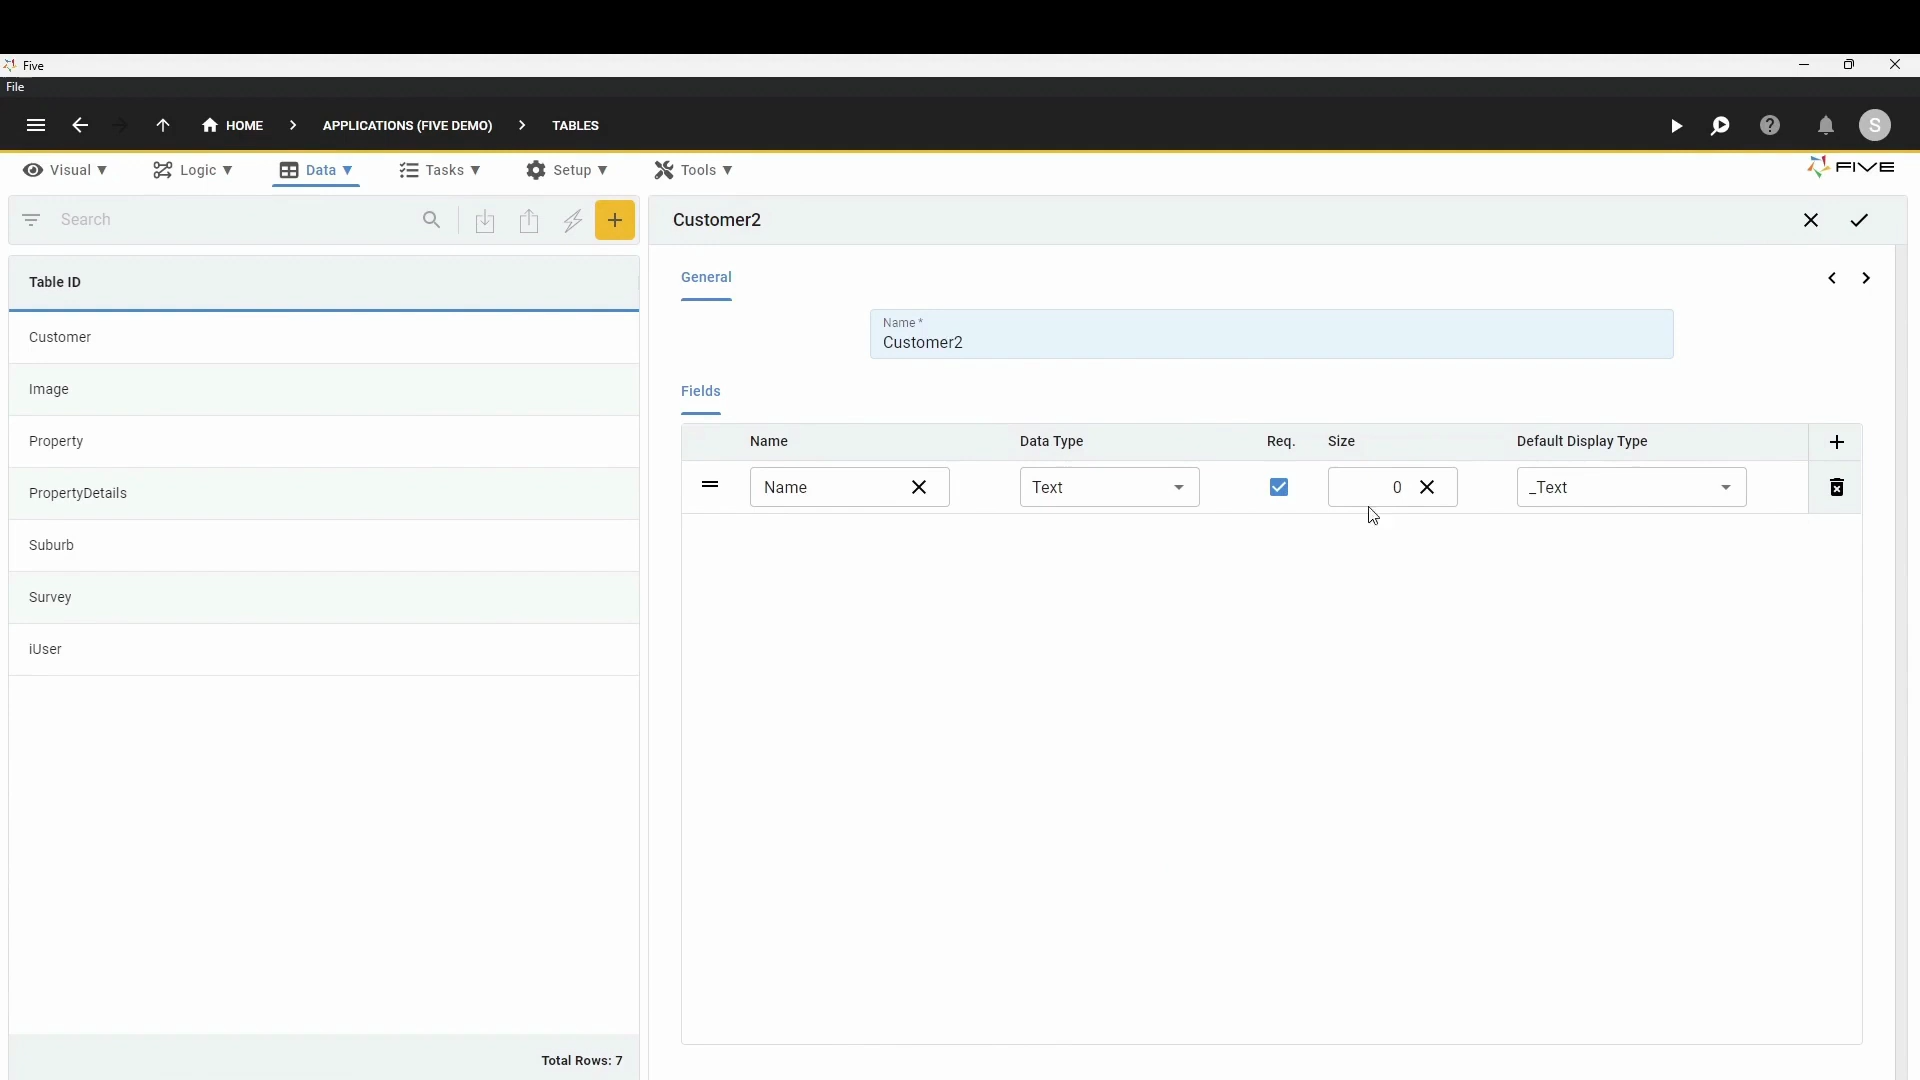 Five
File
HOME
APPLICATIONS (FIVE DEMO)
TABLES
S
Visual
Logic
Data
Tasks
Setup
Tools
FIVE
Search
Customer2
Table ID
Customer
Image
Property
PropertyDetails
Suburb
Survey
iUser
Total Rows: 7
General
Name *
Customer2
Fields
Name Data Type Req. Size Default Display Type
Name Text 0 _Text